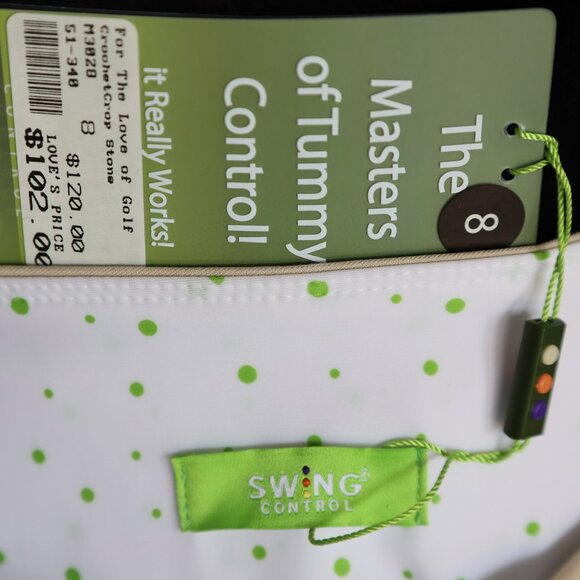 For The Love of Golf
CrochetCrop Stone
M3028 8 $120.00
51-340 LOVE'S PRICE
$102.00
it Really Works!
The
Masters
of Tummy
Control!
8
SWING
CONTROL